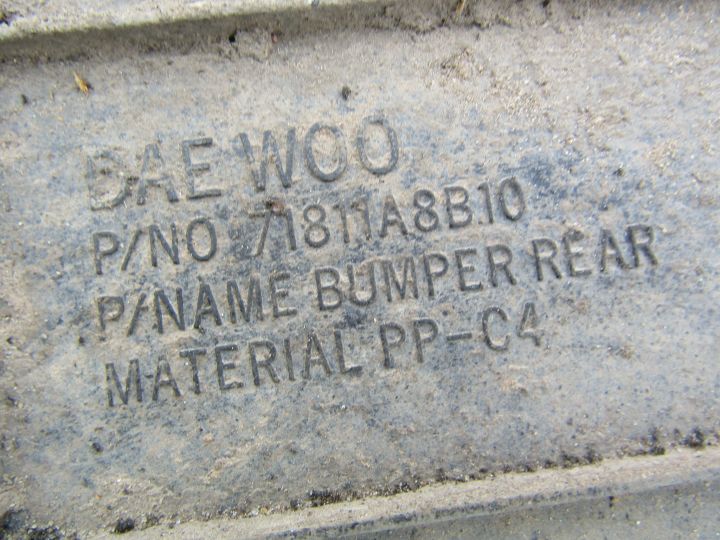 DAEWOO
P/NO 71811A8B10
P/NAME BUMPER REAR
MATERIAL PP-C4